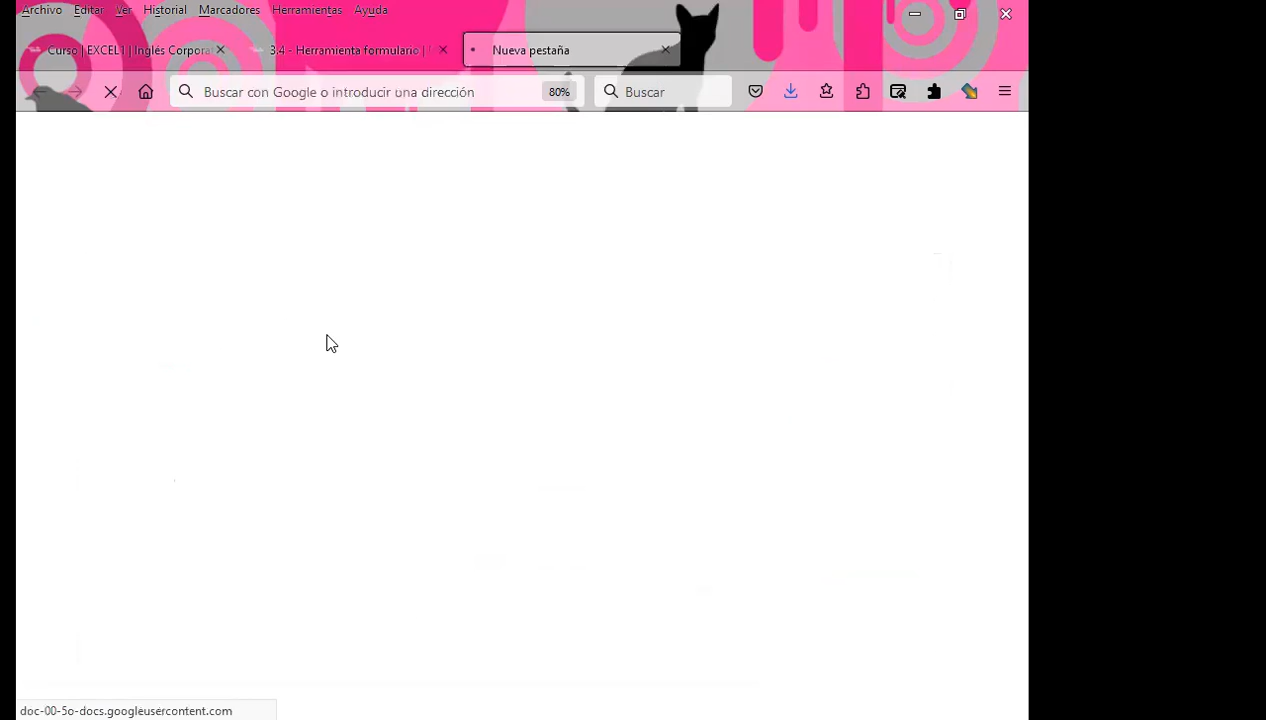 Archivo Editar Ver Historial Marcadores Herramientas Ayuda
Curso | EXCEL1 | Inglés Corpora 3.4 - Herramienta formulario | Nueva pestaña
Buscar con Google o introducir una dirección 80% Buscar
doc-00-5o-docs.googleusercontent.com